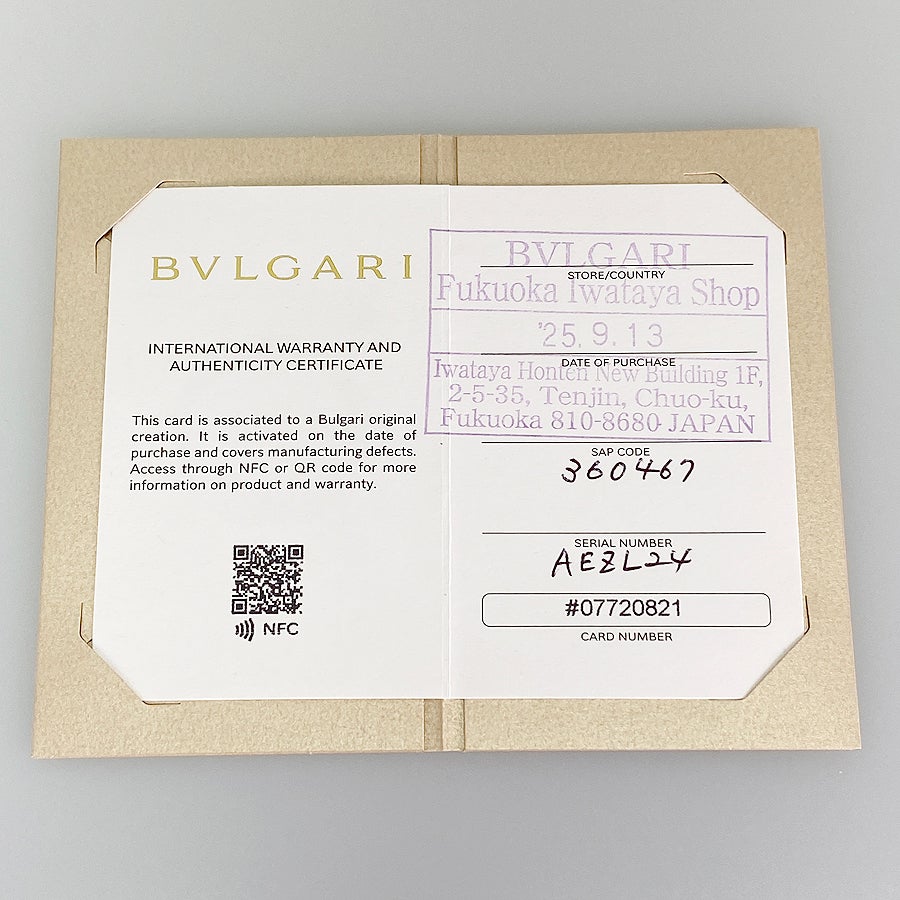 BVLGARI
INTERNATIONAL WARRANTY AND
AUTHENTICITY CERTIFICATE
This card is associated to a Bulgari original
creation. It is activated on the date of
purchase and covers manufacturing defects.
Access through NFC or QR code for more
information on product and warranty.
NFC
BVLGARI
STORE/COUNTRY
Fukuoka Iwataya Shop
'25.9.13
DATE OF PURCHASE
Iwataya Honten New Building 1F,
2-5-35, Tenjin, Chuo-ku,
Fukuoka 810-8680 JAPAN
SAP CODE
360467
SERIAL NUMBER
AEZL24
#07720821
CARD NUMBER